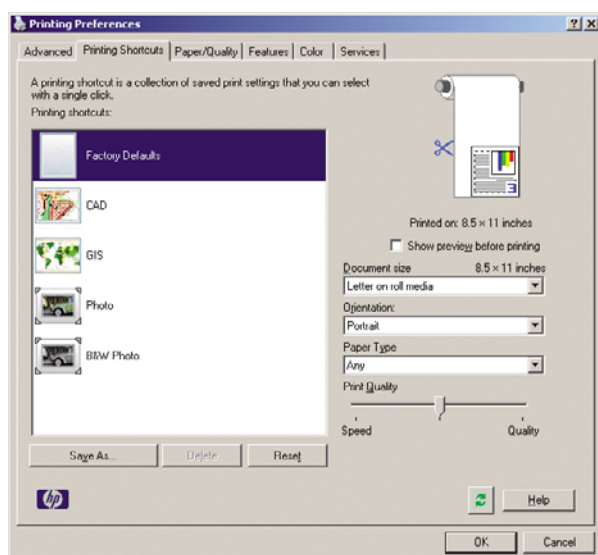 Printing Preferences
Advanced
Printing Shortcuts
Paper/Quality
Features
Color
Services
A printing shortcut is a collection of saved print settings that you can select
with a single click.
Printing shortcuts:
Factory Defaults
CAD
GIS
Photo
B&W Photo
Save As...
Delete
Reset
3
Printed on: 8.5 × 11 inches
Show preview before printing
Document size 8.5 × 11 inches
Letter on roll media
Orientation:
Portrait
Paper Type
Any
Print Quality
Speed Quality
hp
Help
OK
Cancel